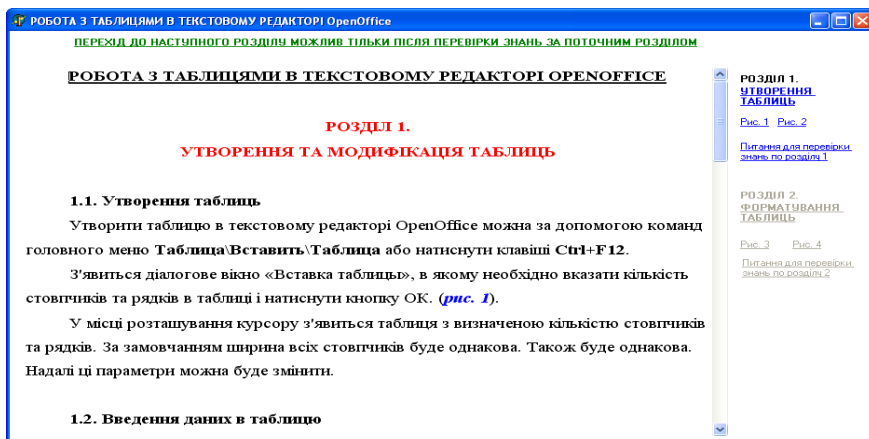 РОБОТА З ТАБЛИЦЯМИ В ТЕКСТОВОМУ РЕДАКТОРІ OpenOffice
ПЕРЕХІД ДО НАСТУПНОГО РОЗДІЛУ МОЖЛИВ ТІЛЬКИ ПІСЛЯ ПЕРЕВІРКИ ЗНАНЬ ЗА ПОТОЧНИМ РОЗДІЛОМ
РОБОТА З ТАБЛИЦЯМИ В ТЕКСТОВОМУ РЕДАКТОРІ OPENOFFICE
РОЗДІЛ 1.
УТВОРЕННЯ ТА МОДИФІКАЦІЯ ТАБЛИЦЬ
1.1. Утворення таблиць
Утворити таблицю в текстовому редакторі OpenOffice можна за допомогою команд
головного меню Таблица\Вставить\Таблица або натиснути клавіші Ctrl+F12.
З'явиться діалогове вікно «Вставка таблицы», в якому необхідно вказати кількість
стовпчиків та рядків в таблиці і натиснути кнопку ОК. (рис. 1).
У місці розташування курсору з'явиться таблиця з визначеною кількістю стовпчиків
та рядків. За замовчанням ширина всіх стовпчиків буде однакова. Також буде однакова.
Надалі ці параметри можна буде змінити.
1.2. Введення даних в таблицю
РОЗДІЛ 1.
УТВОРЕННЯ
ТАБЛИЦЬ
Рис. 1 Рис. 2
Питання для перевірки
знань по розділу 1
РОЗДІЛ 2.
ФОРМАТУВАННЯ
ТАБЛИЦЬ
Рис. 3 Рис. 4
Питання для перевірки
знань по розділу 2